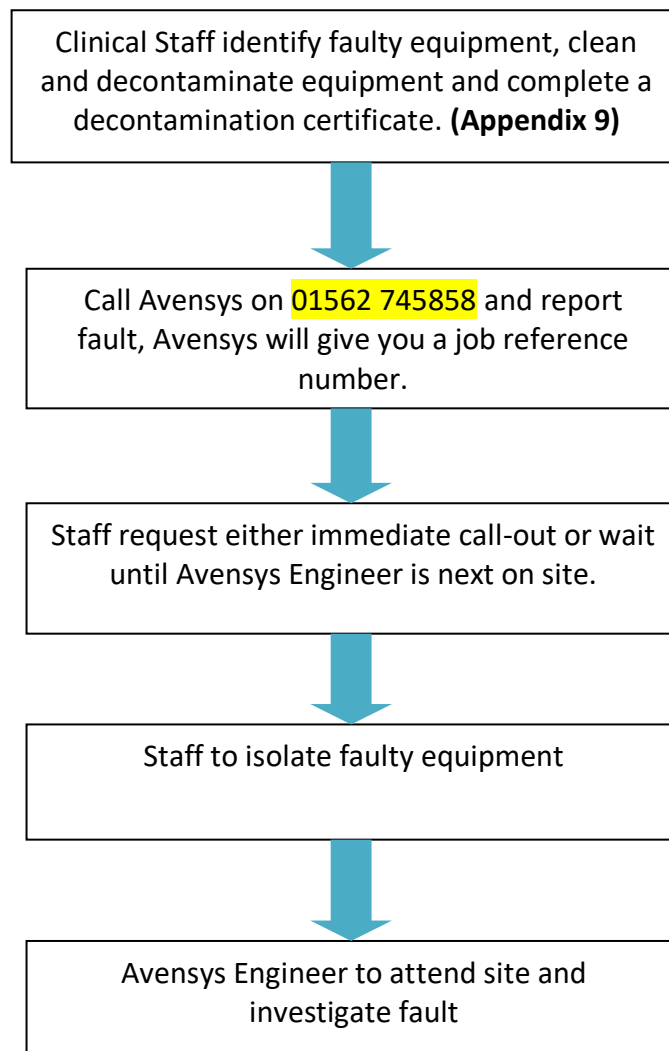 Clinical Staff identify faulty equipment, clean
and decontaminate equipment and complete a
decontamination certificate. (Appendix 9)
Call Avensys on 01562 745858 and report
fault, Avensys will give you a job reference
number.
Staff request either immediate call-out or wait
until Avensys Engineer is next on site.
Staff to isolate faulty equipment
Avensys Engineer to attend site and
investigate fault